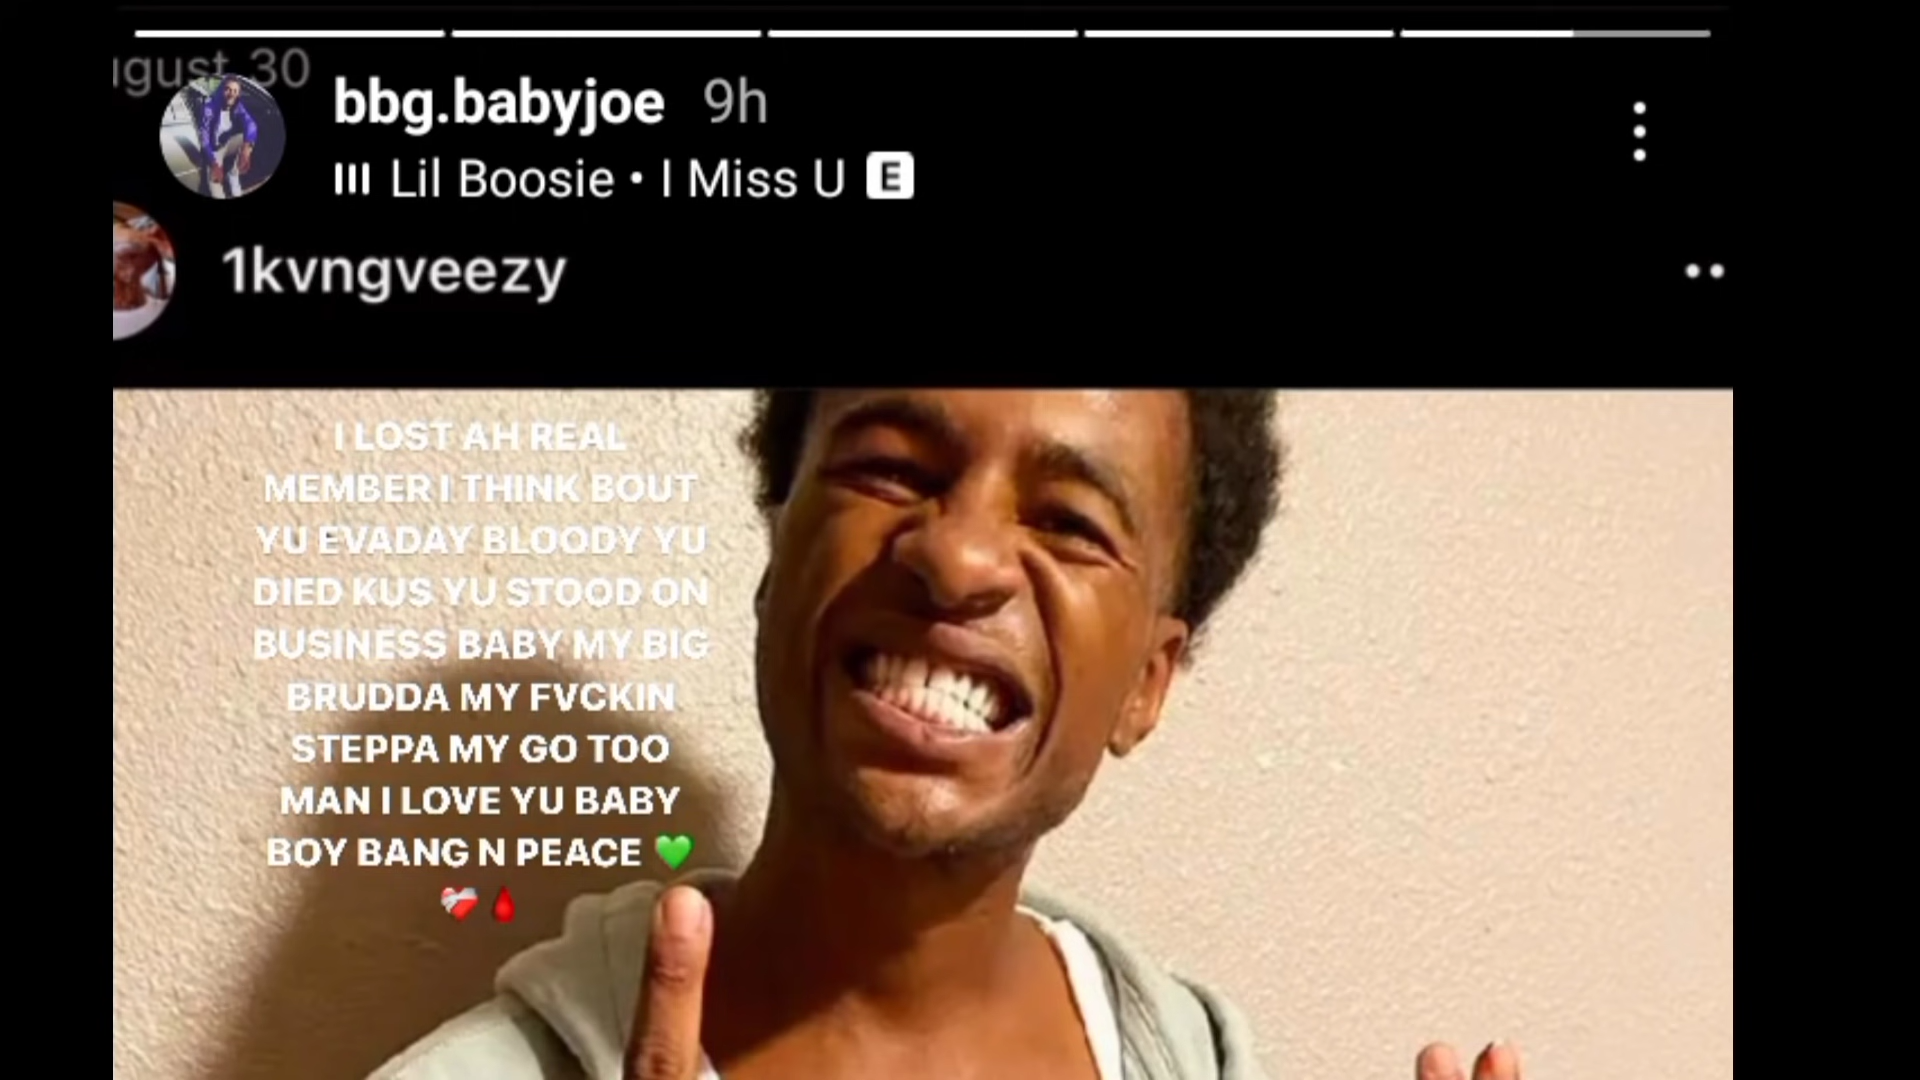 ugust 30
bbg.babyjoe 9h
Lil Boosie • I Miss U E
1kvngveezy
I LOST AH REAL
MEMBER I THINK BOUT
YU EVADAY BLOODY YU
DIED KUS YU STOOD ON
BUSINESS BABY MY BIG
BRUDDA MY FVCKIN
STEPPA MY GO TOO
MAN I LOVE YU BABY
BOY BANG N PEACE 💚
❤️‍🩹🩸